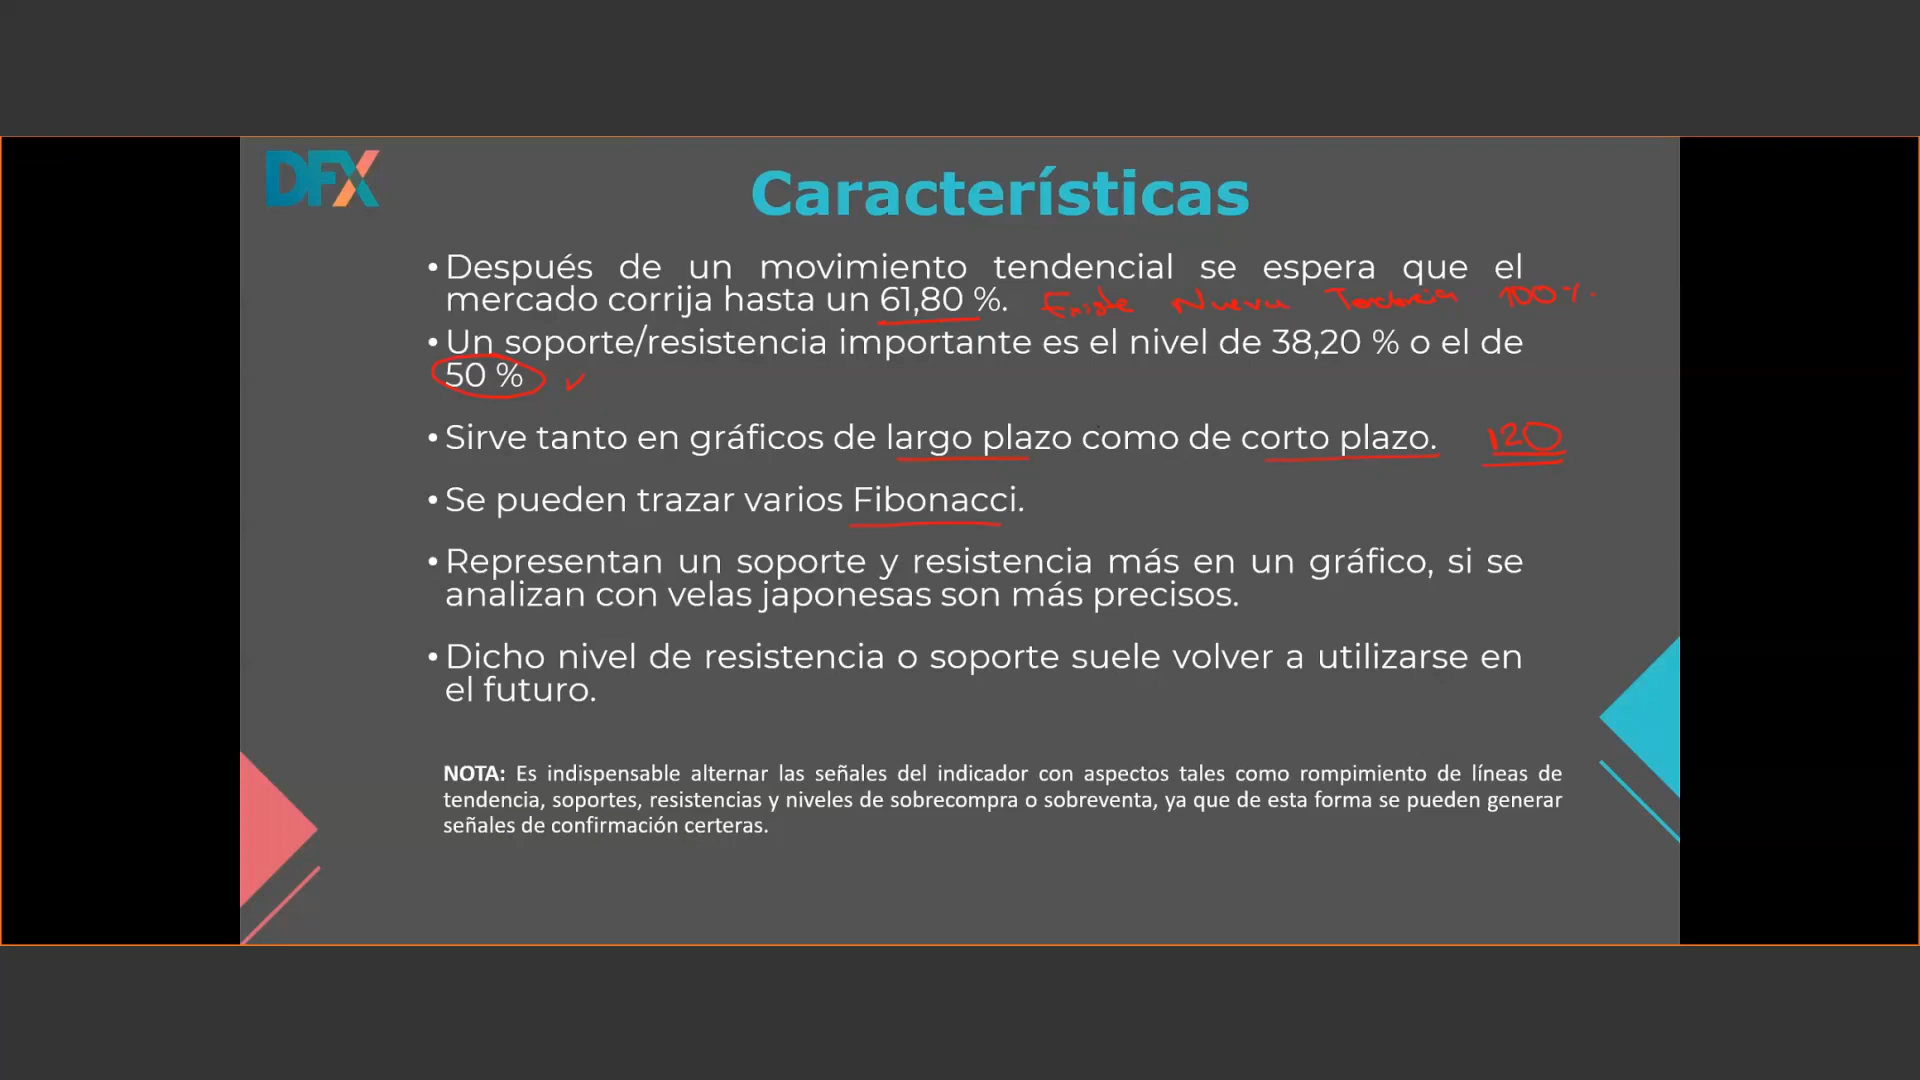 DFX
Características
• Después de un movimiento tendencial se espera que el
mercado corrija hasta un 61,80 %. Existe Nueva Tendencia 100%.
• Un soporte/resistencia importante es el nivel de 38,20 % o el de
50 %
• Sirve tanto en gráficos de largo plazo como de corto plazo. 120
• Se pueden trazar varios Fibonacci.
• Representan un soporte y resistencia más en un gráfico, si se
analizan con velas japonesas son más precisos.
• Dicho nivel de resistencia o soporte suele volver a utilizarse en
el futuro.
NOTA: Es indispensable alternar las señales del indicador con aspectos tales como rompimiento de líneas de
tendencia, soportes, resistencias y niveles de sobrecompra o sobreventa, ya que de esta forma se pueden generar
señales de confirmación certeras.